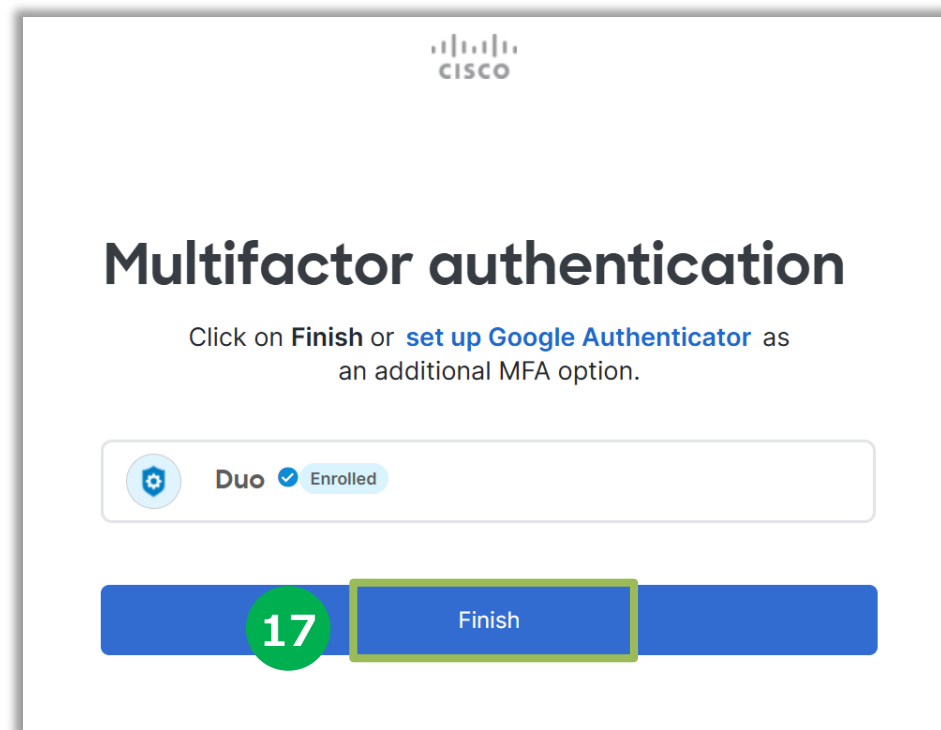 CISCO
Multifactor authentication
Click on Finish or set up Google Authenticator as
an additional MFA option.
Duo Enrolled
17 Finish